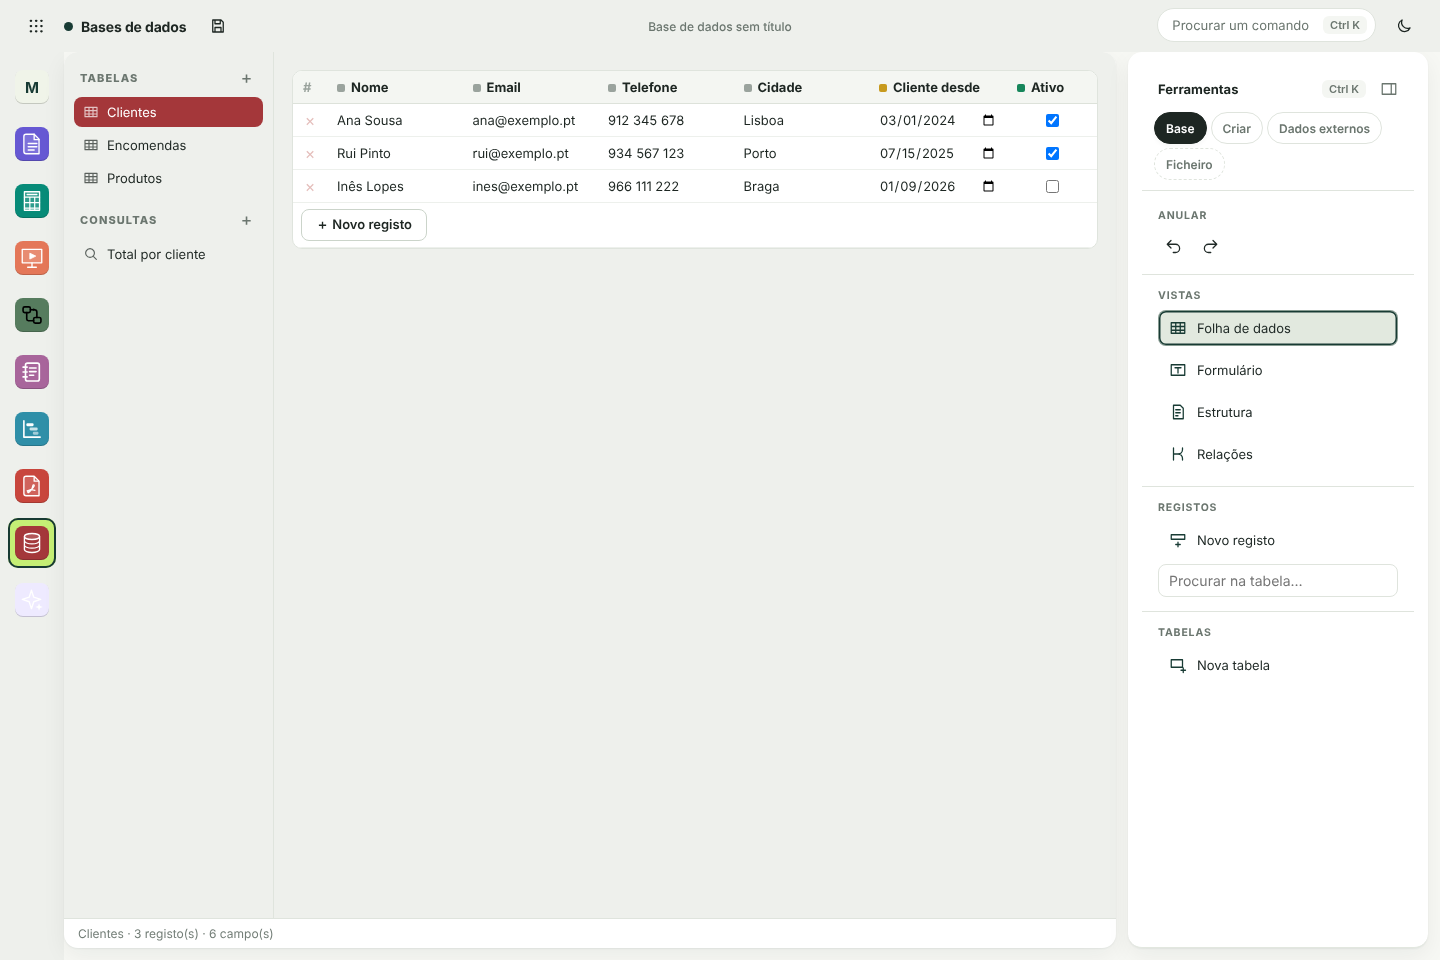 Bases de dados
Base de dados sem título
Procurar um comando Ctrl K
M
TABELAS +
Clientes
Encomendas
Produtos
CONSULTAS +
Total por cliente
# Nome Email Telefone Cidade Cliente desde Ativo
× Ana Sousa ana@exemplo.pt 912 345 678 Lisboa 03/01/2024
× Rui Pinto rui@exemplo.pt 934 567 123 Porto 07/15/2025
× Inês Lopes ines@exemplo.pt 966 111 222 Braga 01/09/2026
+ Novo registo
Clientes · 3 registo(s) · 6 campo(s)
Ferramentas Ctrl K
Base Criar Dados externos
Ficheiro
ANULAR
VISTAS
Folha de dados
Formulário
Estrutura
Relações
REGISTOS
Novo registo
Procurar na tabela...
TABELAS
Nova tabela